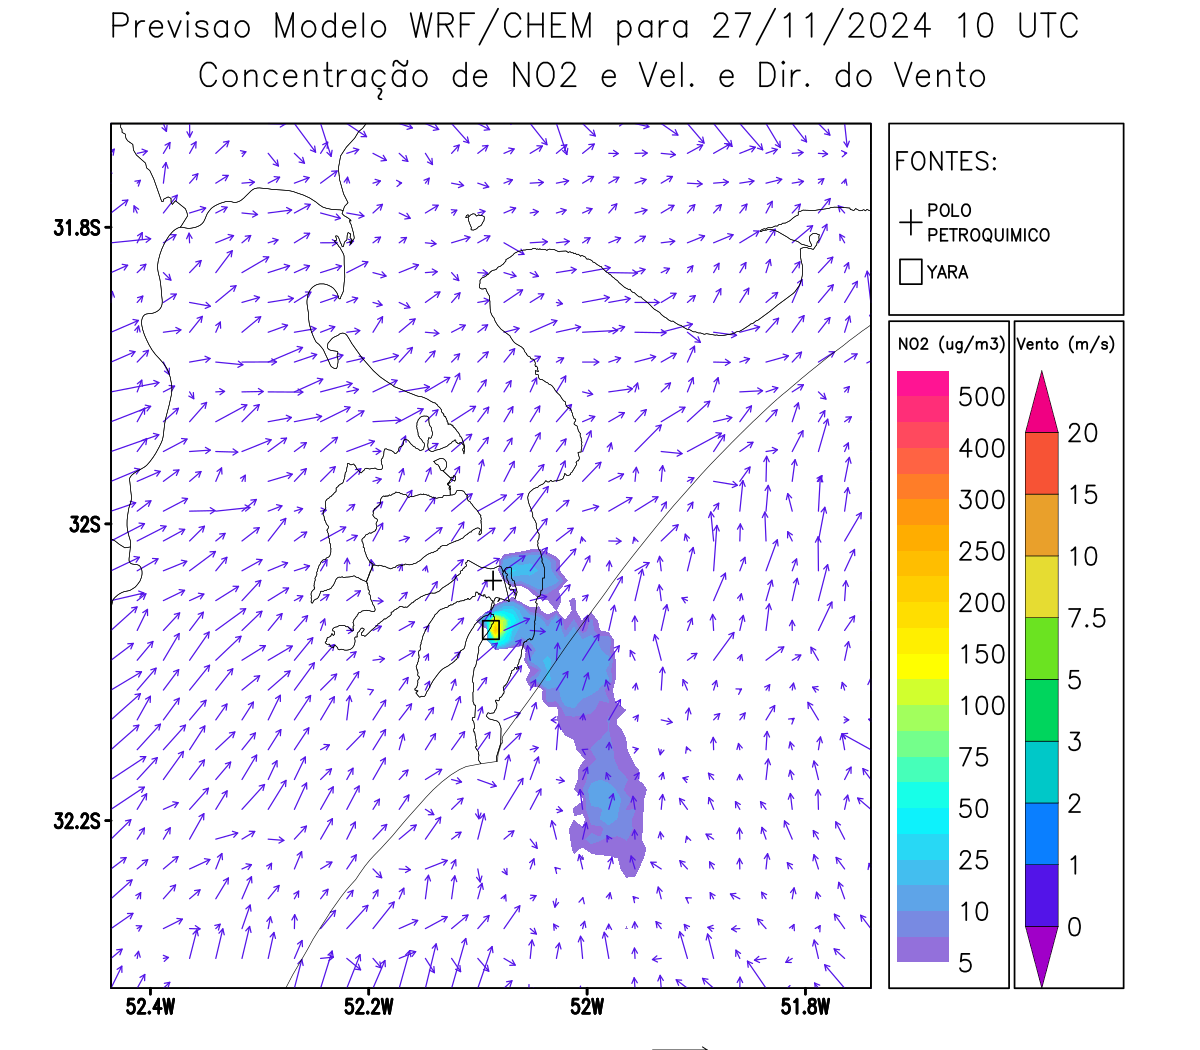 Previsao Modelo WRF/CHEM para 27/11/2024 10 UTC
Concentração de NO2 e Vel. e Dir. do Vento
FONTES:
POLO
PETROQUIMICO
YARA
NO2 (ug/m3)
500
400
300
250
200
150
100
75
50
25
10
5
Vento (m/s)
20
15
10
7.5
5
3
2
1
0
31.8S
32S
32.2S
52.4W
52.2W
52W
51.8W